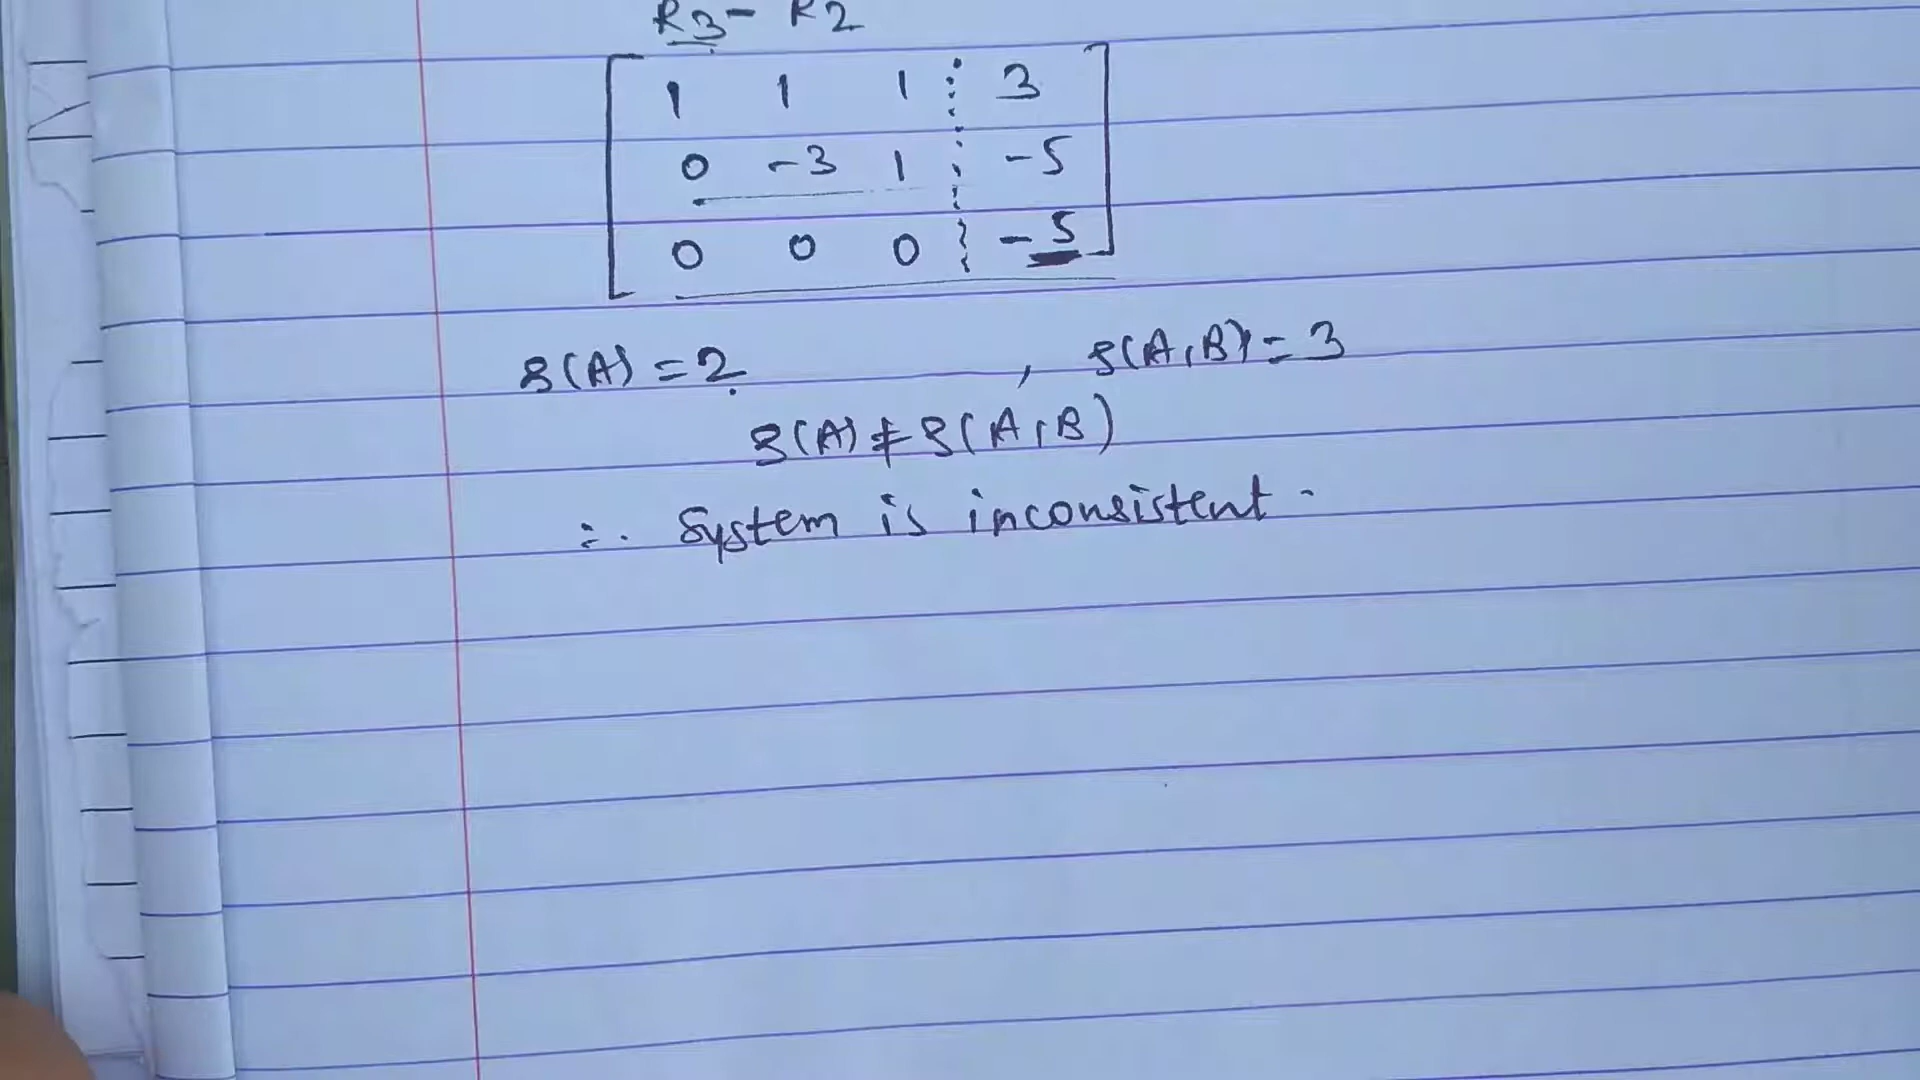 R3 - R2
1 1 1 ⋮ 3
0 -3 1 ⋮ -5
0 0 0 ⋮ -5
ρ(A) = 2 , ρ(A,B) = 3
ρ(A) ≠ ρ(A,B)
∴ System is inconsistent.